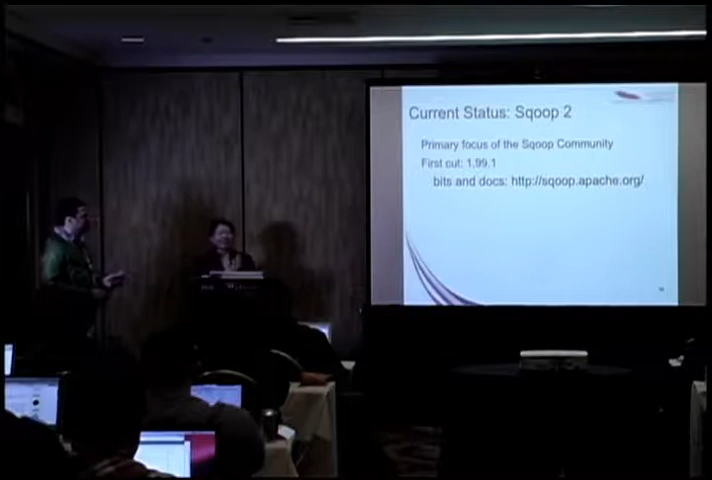 Current Status: Sqoop 2
Primary focus of the Sqoop Community
First cut: 1.99.1
bits and docs: http://sqoop.apache.org/